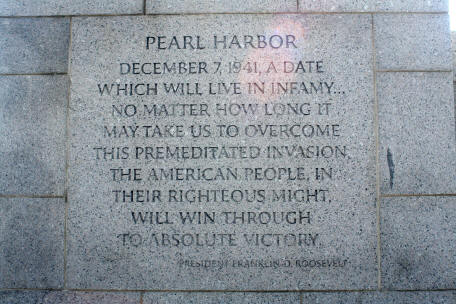 PEARL HARBOR
DECEMBER 7, 1941, A DATE
WHICH WILL LIVE IN INFAMY...
NO MATTER HOW LONG IT
MAY TAKE US TO OVERCOME
THIS PREMEDITATED INVASION,
THE AMERICAN PEOPLE, IN
THEIR RIGHTEOUS MIGHT,
WILL WIN THROUGH
TO ABSOLUTE VICTORY.
PRESIDENT FRANKLIN D. ROOSEVELT